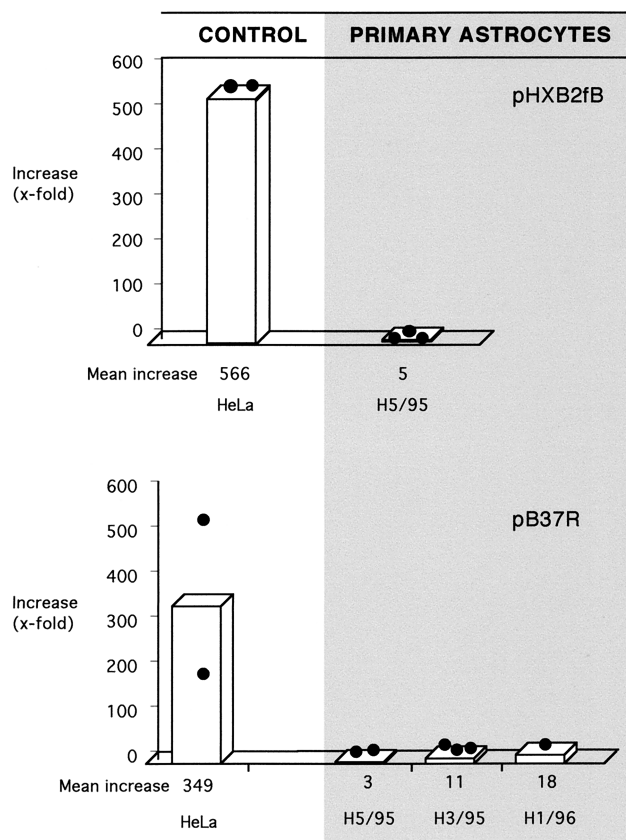 CONTROL PRIMARY ASTROCYTES
600
pHXB2fB
500
400
Increase
(x-fold)
300
200
100
0
Mean increase 566 5
HeLa H5/95
600
pB37R
500
400
Increase
(x-fold)
300
200
100
0
Mean increase 349 3 11 18
HeLa H5/95 H3/95 H1/96